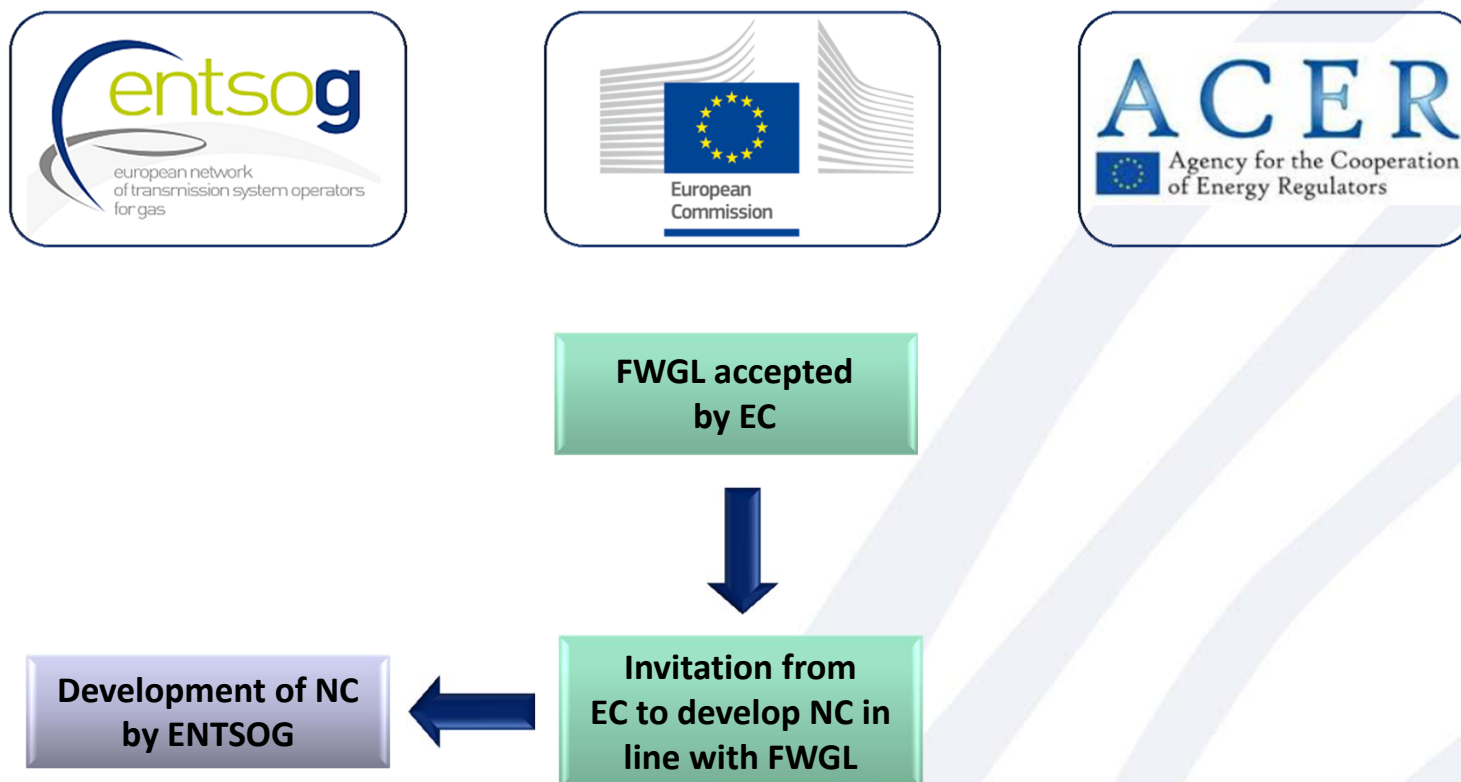 entsog
european network
of transmission system operators
for gas
European
Commission
ACER
Agency for the Cooperation
of Energy Regulators
FWGL accepted
by EC
Development of NC
by ENTSOG
Invitation from
EC to develop NC in
line with FWGL